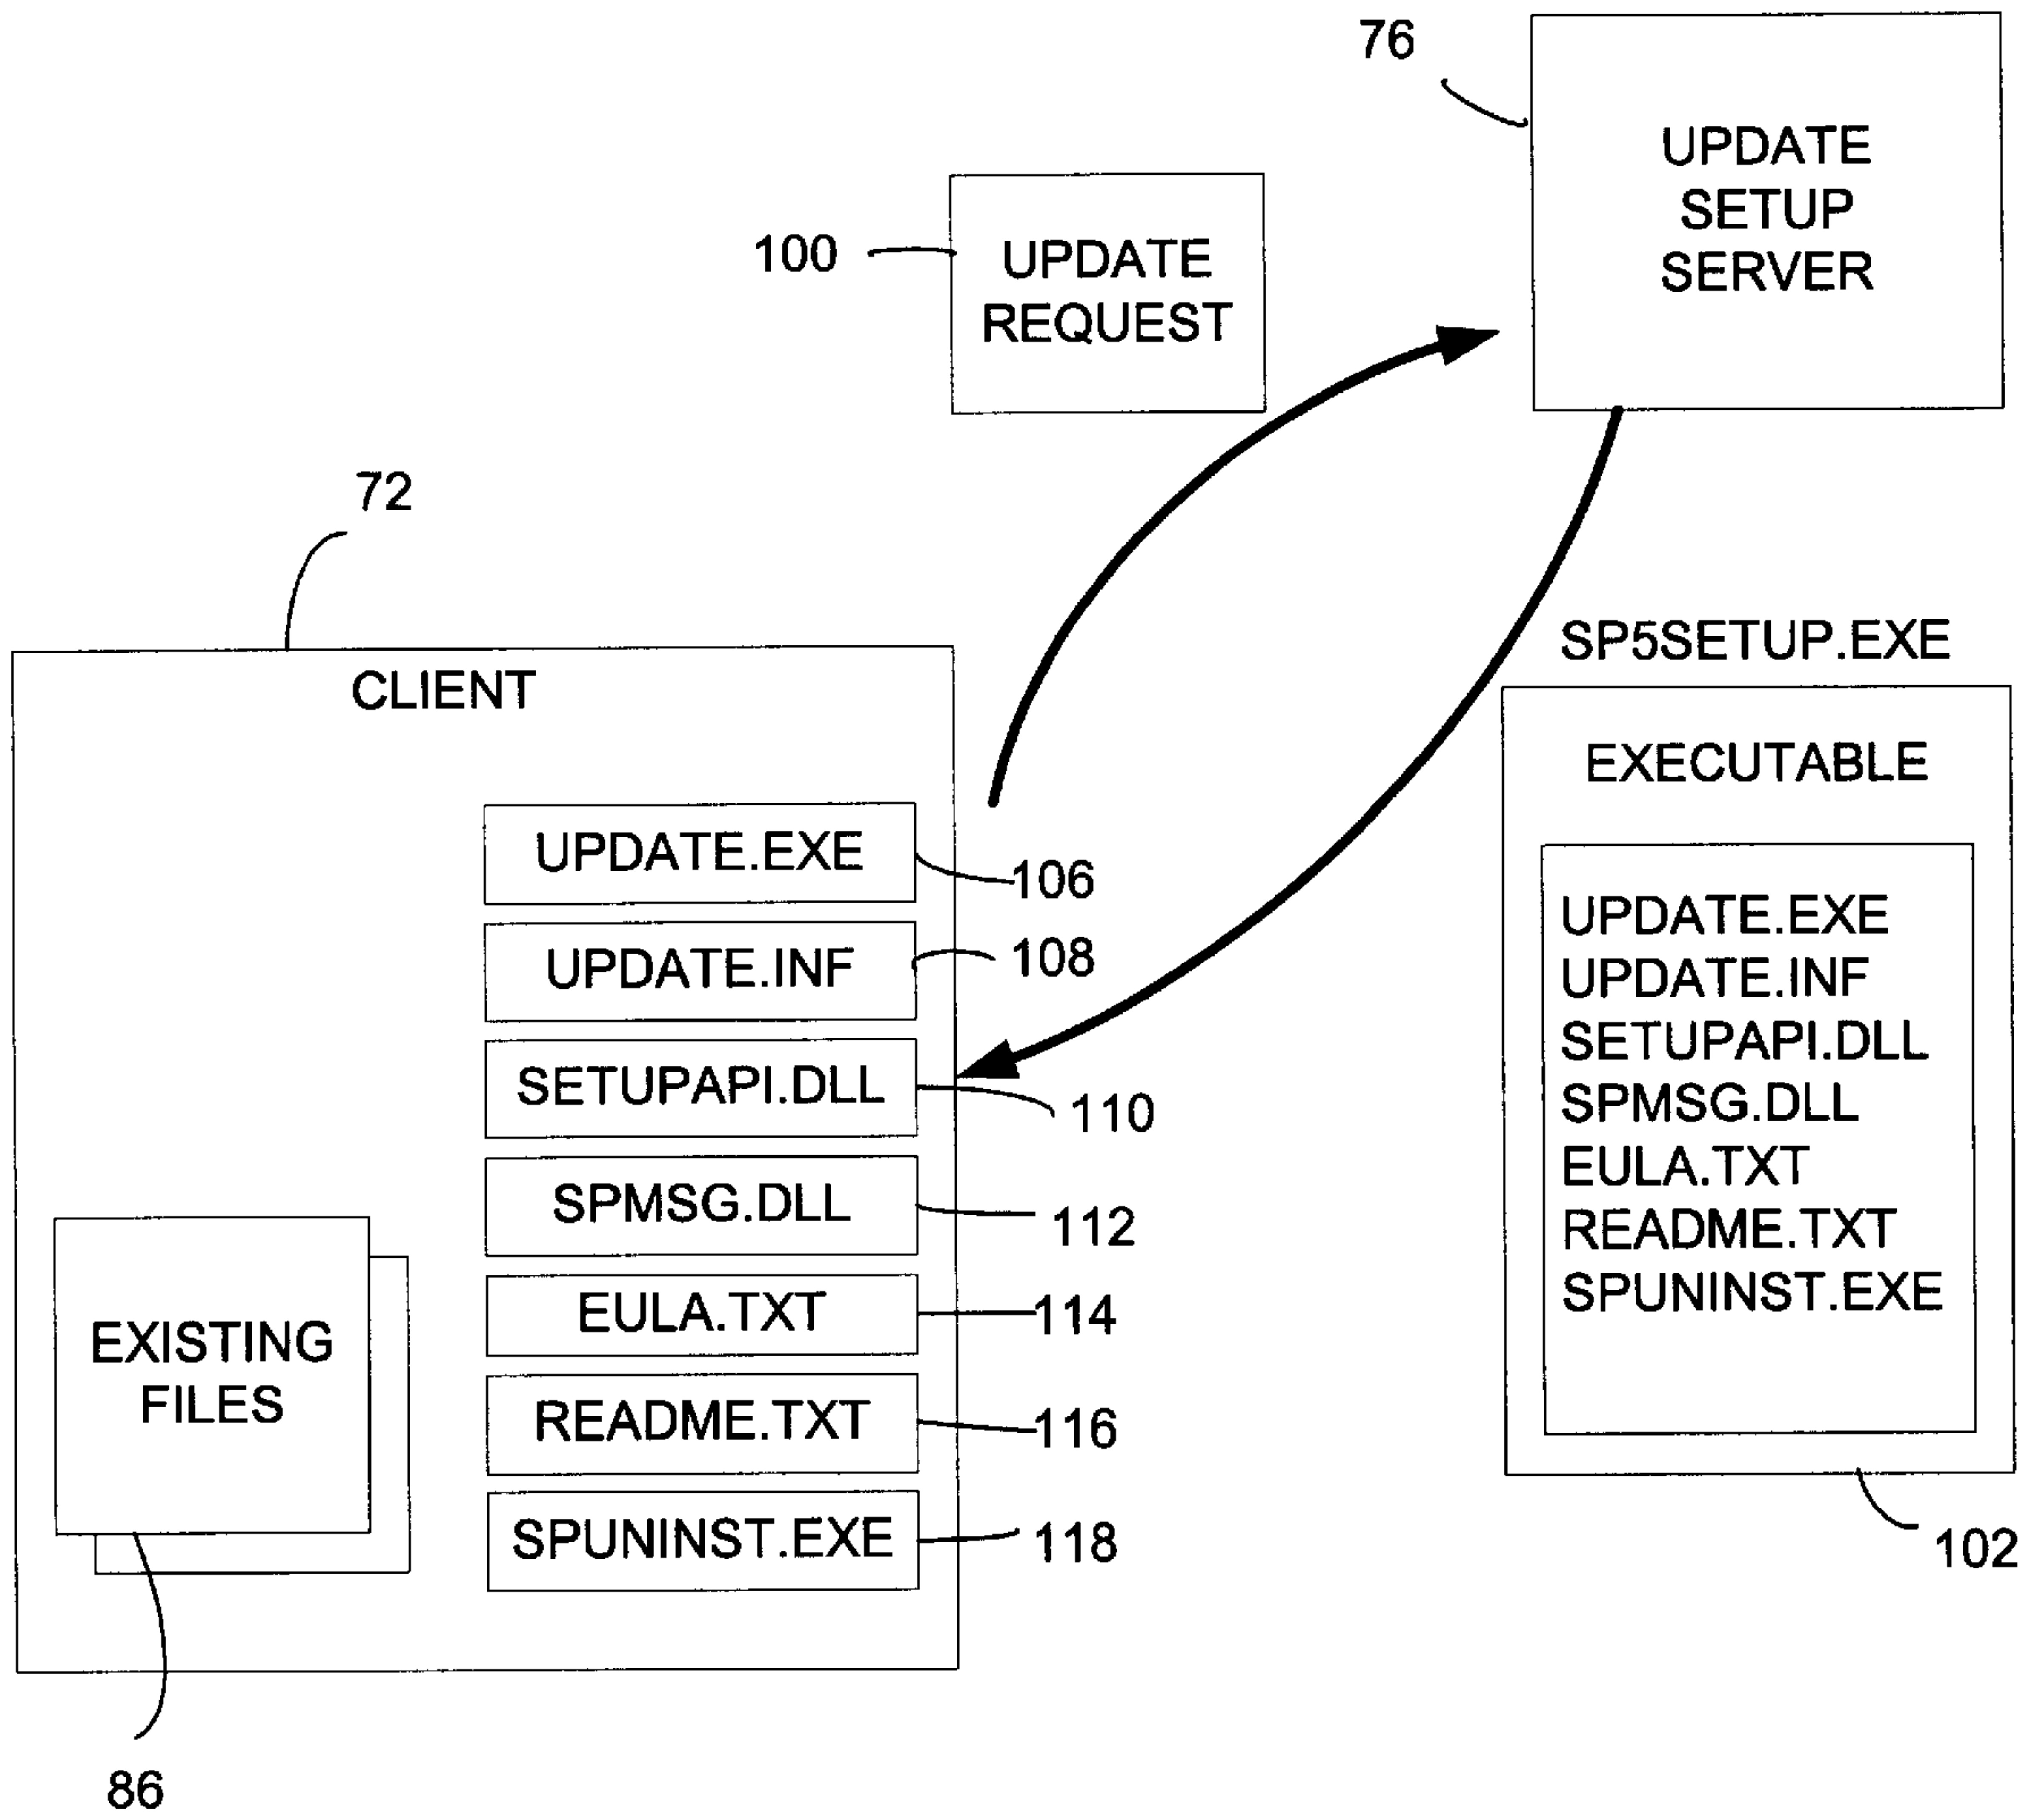 76
UPDATE
SETUP
SERVER
100
UPDATE
REQUEST
72
CLIENT
UPDATE.EXE
106
UPDATE.INF
108
SETUPAPI.DLL
110
SPMSG.DLL
112
EULA.TXT
114
README.TXT
116
SPUNINST.EXE
118
EXISTING
FILES
86
SP5SETUP.EXE
EXECUTABLE
UPDATE.EXE
UPDATE.INF
SETUPAPI.DLL
SPMSG.DLL
EULA.TXT
README.TXT
SPUNINST.EXE
102